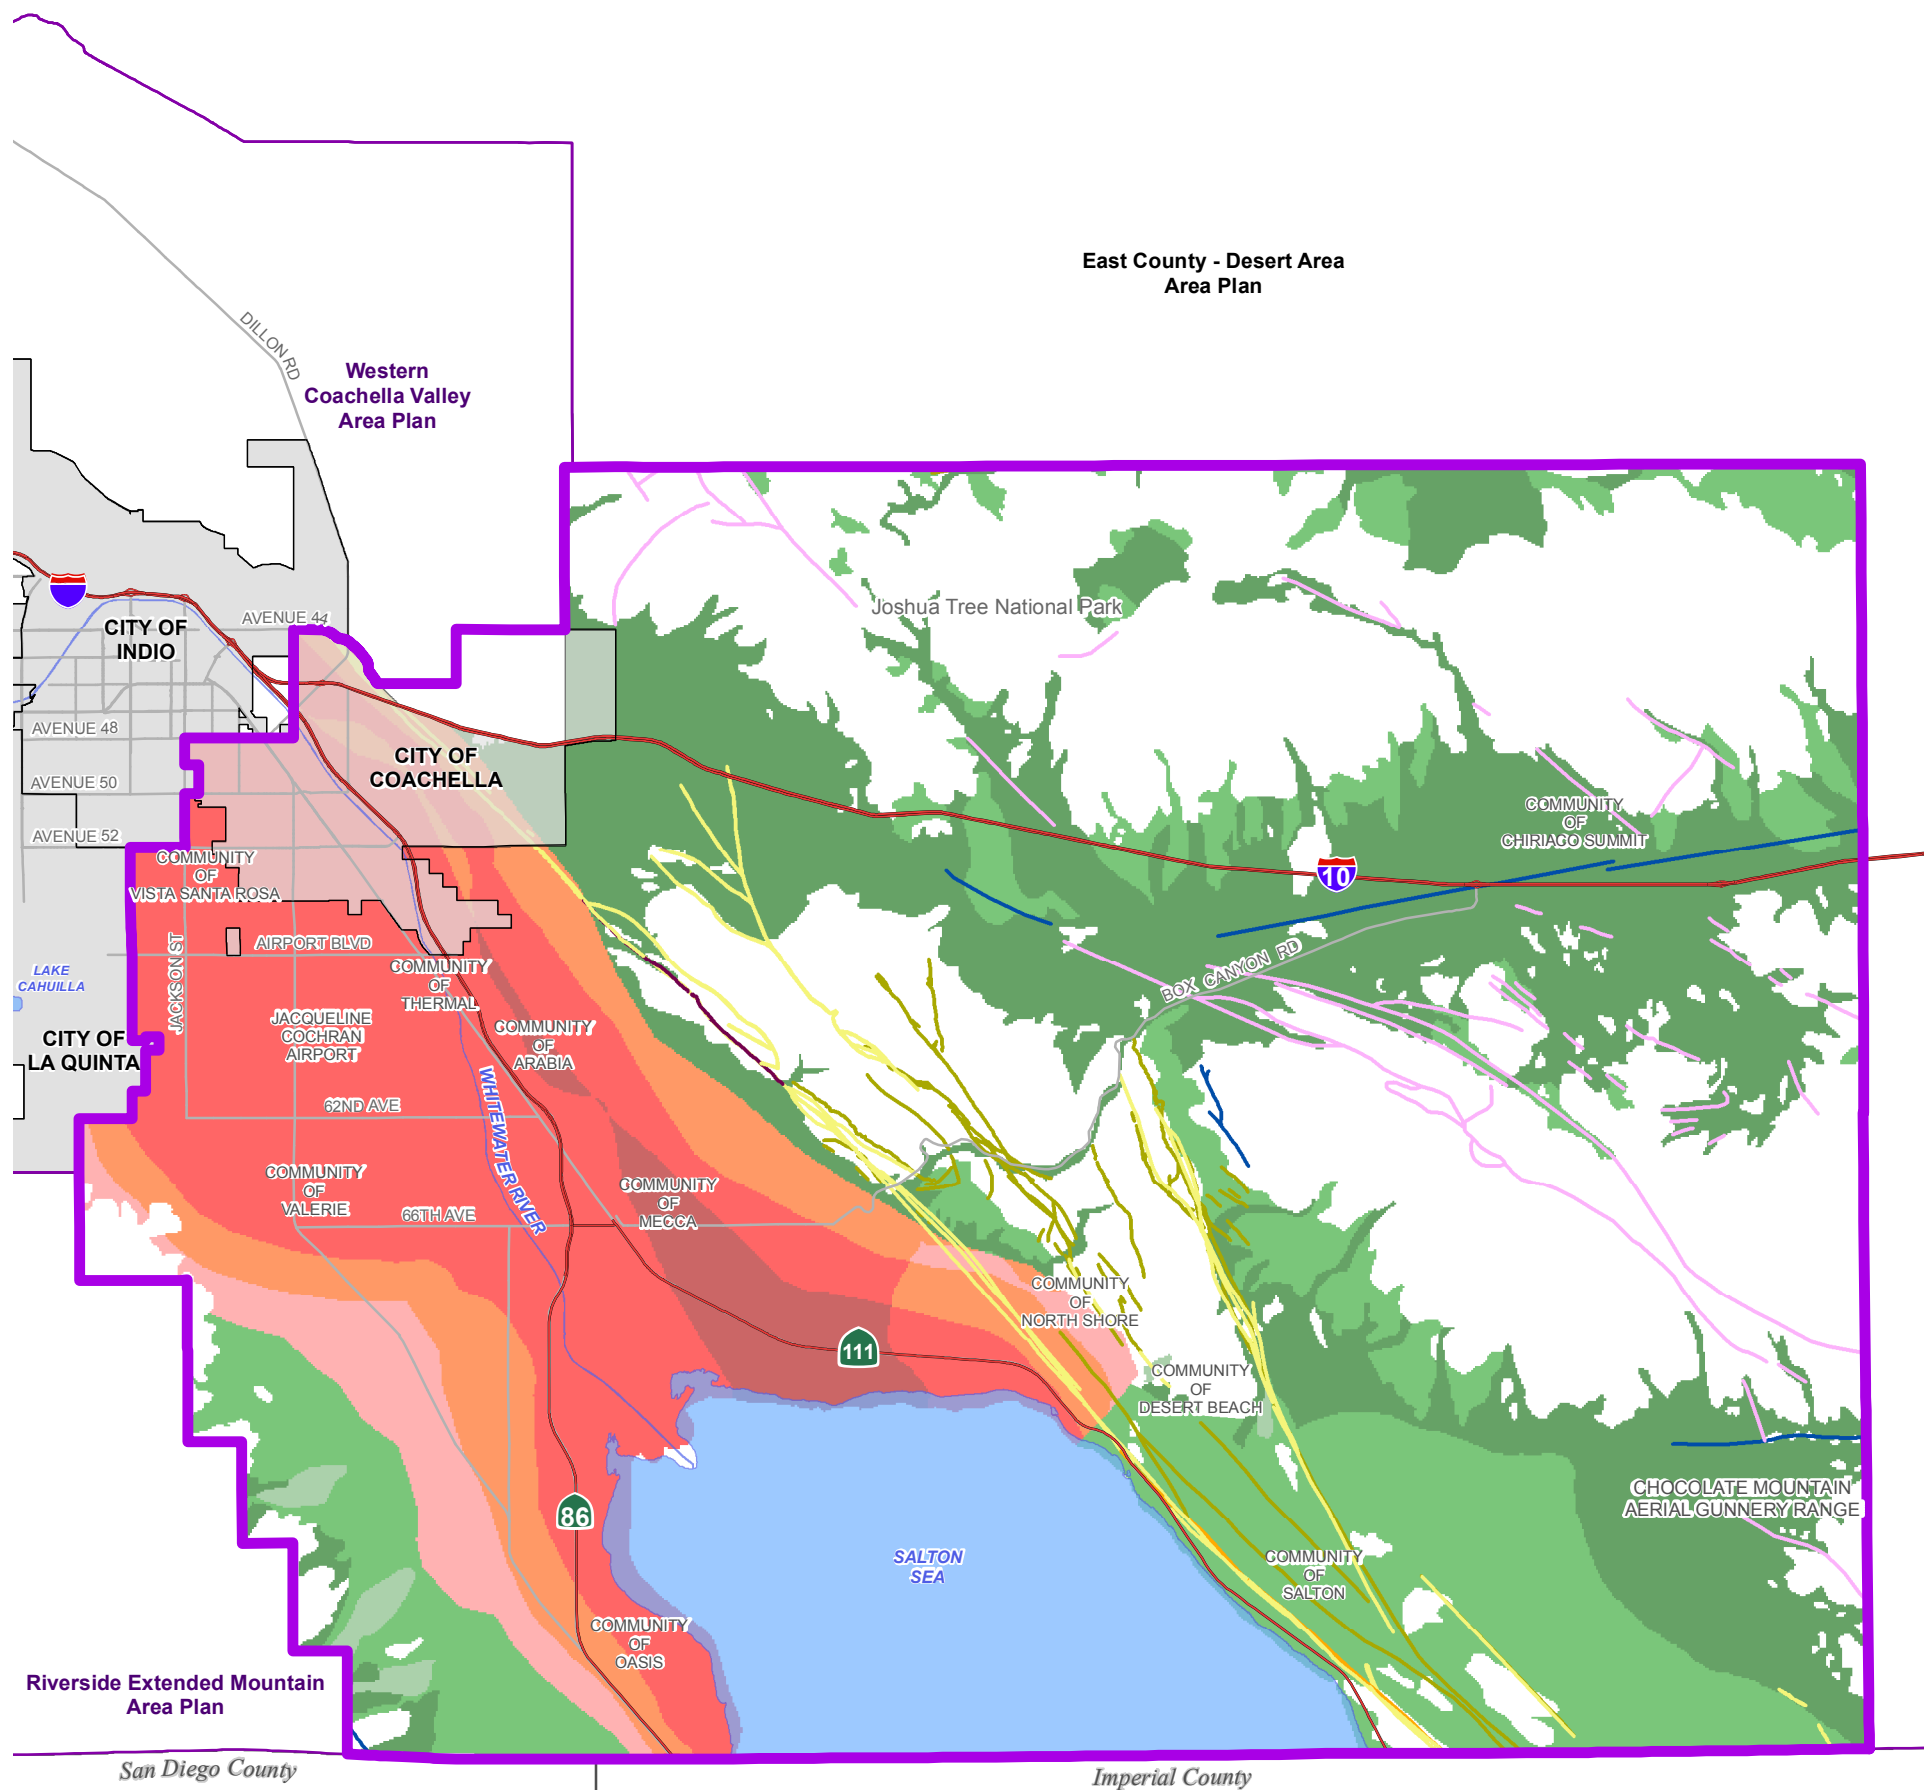 East County - Desert Area
Area Plan
DILLON RD
Western
Coachella Valley
Area Plan
Joshua Tree National Park
AVENUE 44
CITY OF
INDIO
AVENUE 48
CITY OF
COACHELLA
AVENUE 50
AVENUE 52
COMMUNITY
OF
CHIRIACO SUMMIT
COMMUNITY
OF
VISTA SANTA ROSA
10
JACKSON ST
AIRPORT BLVD
BOX CANYON RD
LAKE
CAHUILLA
COMMUNITY
OF
THERMAL
JACQUELINE
COCHRAN
AIRPORT
COMMUNITY
OF
ARABIA
CITY OF
LA QUINTA
WHITEWATER RIVER
62ND AVE
COMMUNITY
OF
VALERIE
COMMUNITY
OF
MECCA
66TH AVE
COMMUNITY
OF
NORTH SHORE
111
COMMUNITY
OF
DESERT BEACH
CHOCOLATE MOUNTAIN
AERIAL GUNNERY RANGE
86
SALTON
SEA
COMMUNITY
OF
SALTON
COMMUNITY
OF
OASIS
Riverside Extended Mountain
Area Plan
San Diego County
Imperial County